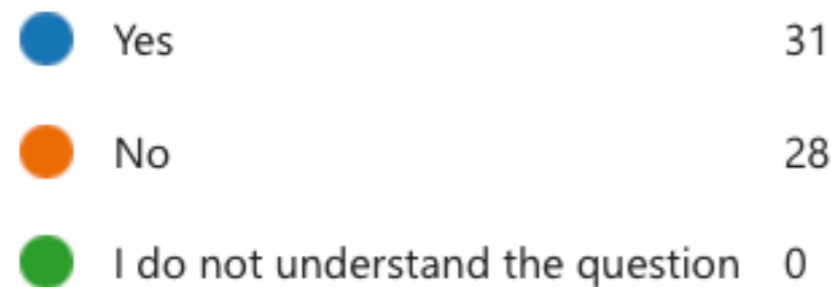 Yes 31
No 28
I do not understand the question 0